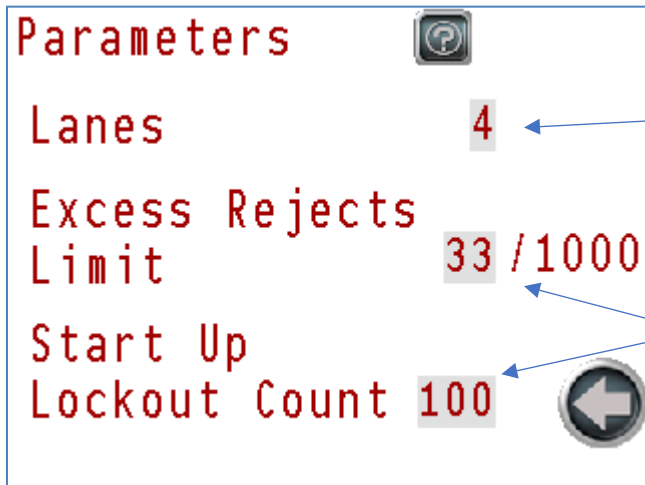 Parameters ?
Lanes 4
Excess Rejects
Limit 33 /1000
Start Up
Lockout Count 100